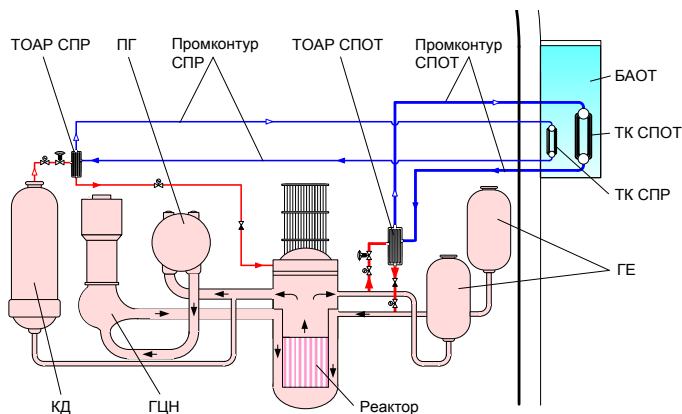 ТОАР СПР
ПГ
Промконтур
СПР
ТОАР СПОТ
Промконтур
СПОТ
БАОТ
ТК СПОТ
ТК СПР
ГЕ
КД
ГЦН
Реактор